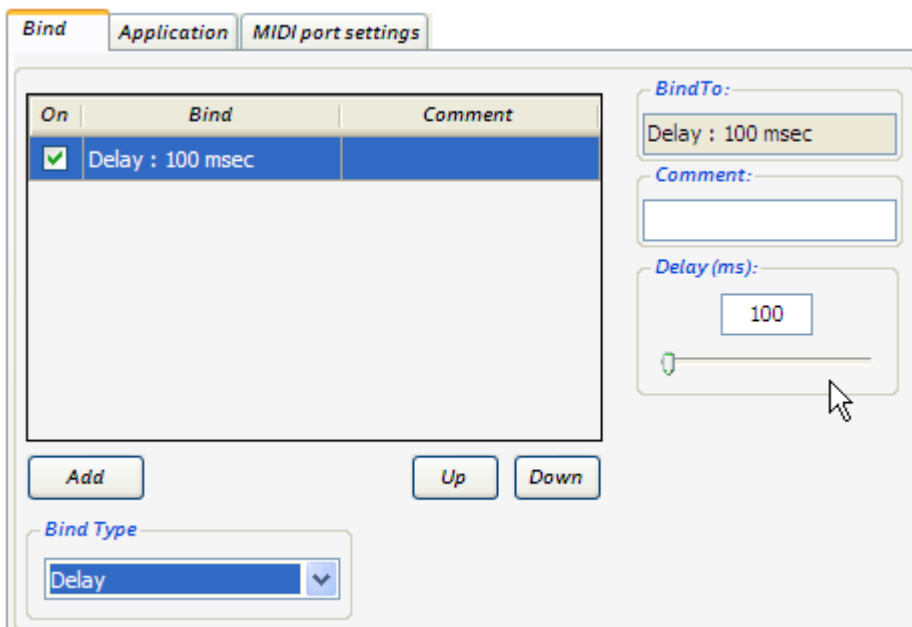 Bind Application MIDI port settings
On Bind Comment
Delay : 100 msec
BindTo:
Delay : 100 msec
Comment:
Delay (ms):
100
Add Up Down
Bind Type
Delay